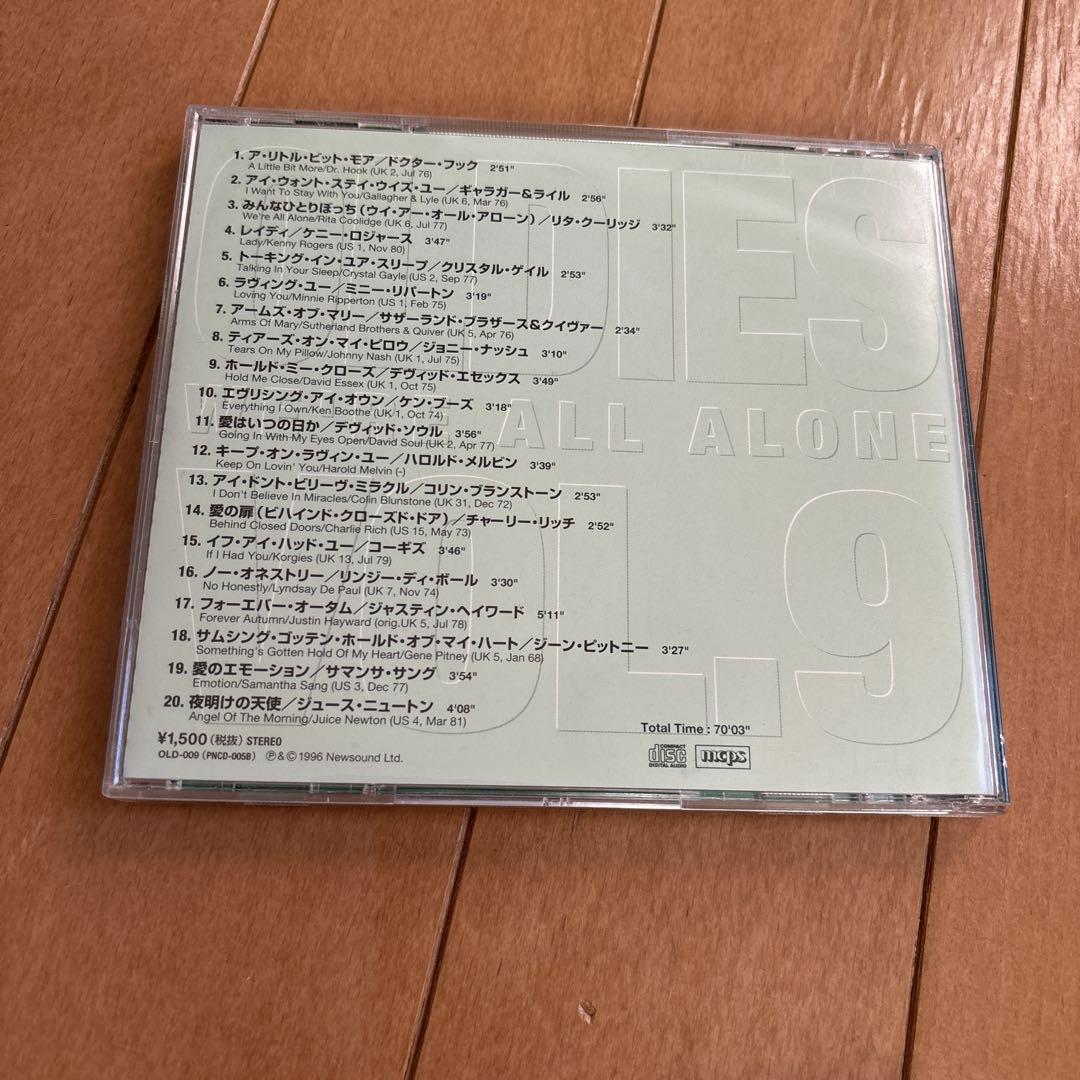 1. ア・リトル・ビット・モア／ドクター・フック 2'51"
A Little Bit More/Dr. Hook (UK 2, Jul 76)
2. アイ・ウォント・ステイ・ウイズ・ユー／ギャラガー&ライル 2'56"
I Want To Stay With You/Gallagher & Lyle (UK 6, Mar 76)
3. みんなひとりぼっち（ウイ・アー・オール・アローン）／リタ・クーリッジ 3'32"
We're All Alone/Rita Coolidge (UK 6, Jul 77)
4. レイディ／ケニー・ロジャース 3'47"
Lady/Kenny Rogers (US 1, Nov 80)
5. トーキング・イン・ユア・スリープ／クリスタル・ゲイル 2'53"
Talking In Your Sleep/Crystal Gayle (US 2, Sep 77)
6. ラヴィング・ユー／ミニー・リパートン 3'19"
Loving You/Minnie Ripperton (US 1, Feb 75)
7. アームズ・オブ・マリー／サザーランド・ブラザース&クイヴァー 2'34"
Arms Of Mary/Sutherland Brothers & Quiver (UK 5, Apr 76)
8. ティアーズ・オン・マイ・ピロウ／ジョニー・ナッシュ 3'10"
Tears On My Pillow/Johnny Nash (UK 1, Jul 75)
9. ホールド・ミー・クローズ／デヴィッド・エセックス 3'49"
Hold Me Close/David Essex (UK 1, Oct 75)
10. エヴリシング・アイ・オウン／ケン・ブーズ 3'18"
Everything I Own/Ken Boothe (UK 1, Oct 74)
11. 愛はいつの日か／デヴィッド・ソウル 3'56"
Going In With My Eyes Open/David Soul (UK 2, Apr 77)
12. キープ・オン・ラヴィン・ユー／ハロルド・メルビン 3'39"
Keep On Lovin' You/Harold Melvin (-)
13. アイ・ドント・ビリーヴ・ミラクル／コリン・ブランストーン 2'53"
I Don't Believe In Miracles/Colin Blunstone (UK 31, Dec 72)
14. 愛の扉（ビハインド・クローズド・ドア）／チャーリー・リッチ 2'52"
Behind Closed Doors/Charlie Rich (US 15, May 73)
15. イフ・アイ・ハッド・ユー／コーギズ 3'46"
If I Had You/Korgies (UK 13, Jul 79)
16. ノー・オネストリー／リンジー・ディ・ポール 3'30"
No Honestly/Lyndsay De Paul (UK 7, Nov 74)
17. フォーエバー・オータム／ジャスティン・ヘイワード 5'11"
Forever Autumn/Justin Hayward (orig.UK 5, Jul 78)
18. サムシング・ゴッテン・ホールド・オブ・マイ・ハート／ジーン・ピットニー 3'27"
Something's Gotten Hold Of My Heart/Gene Pitney (UK 5, Jan 68)
19. 愛のエモーション／サマンサ・サング 3'54"
Emotion/Samantha Sang (US 3, Dec 77)
20. 夜明けの天使／ジュース・ニュートン 4'08"
Angel Of The Morning/Juice Newton (US 4, Mar 81)
Total Time : 70'03"
¥1,500（税抜）STEREO
OLD-009 (PNCD-005B) ℗&©1996 Newsound Ltd.
COMPACT
disc
DIGITAL AUDIO
mcps
OLDIES
WE'RE ALL ALONE
VOL.9